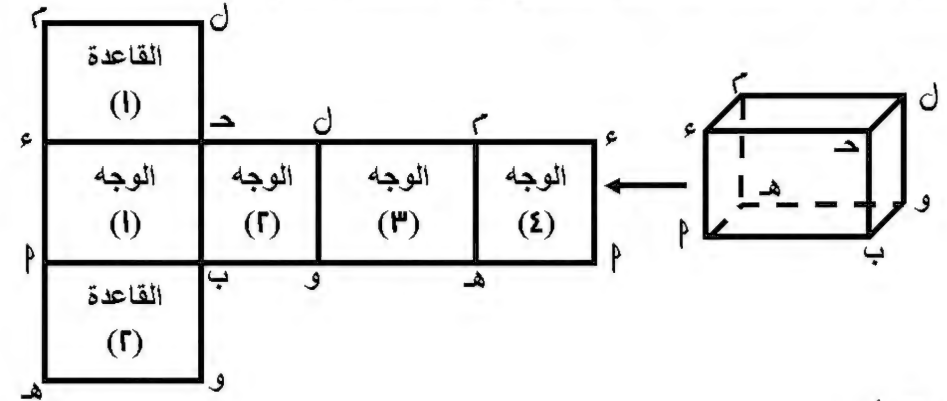 م ل
القاعدة
(١)
ء حـ ل م ء
الوجه الوجه الوجه الوجه
(١) (٢) (٣) (٤)
م ب و هـ م
القاعدة
(٢)
هـ و
م ل
ء حـ
هـ و
م ب